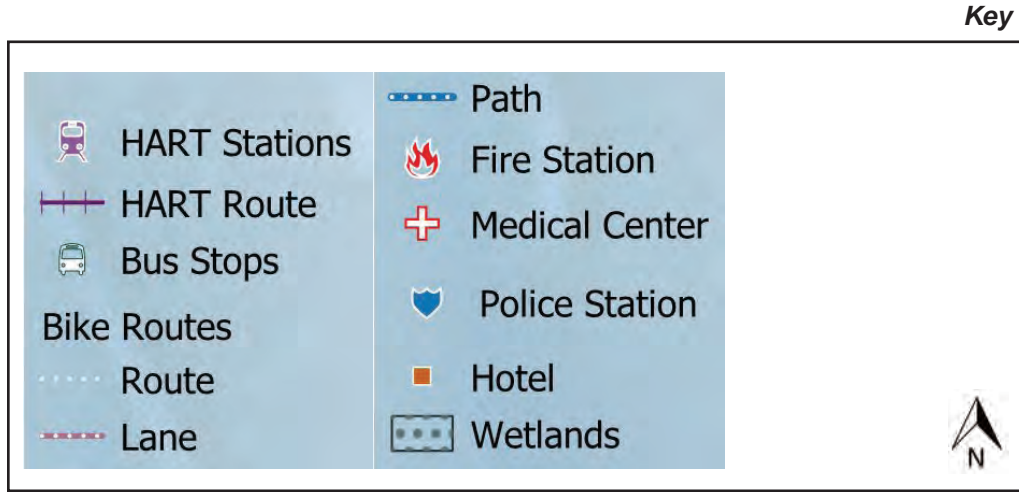 Key
HART Stations
HART Route
Bus Stops
Bike Routes
Route
Lane
Path
Fire Station
Medical Center
Police Station
Hotel
Wetlands
N